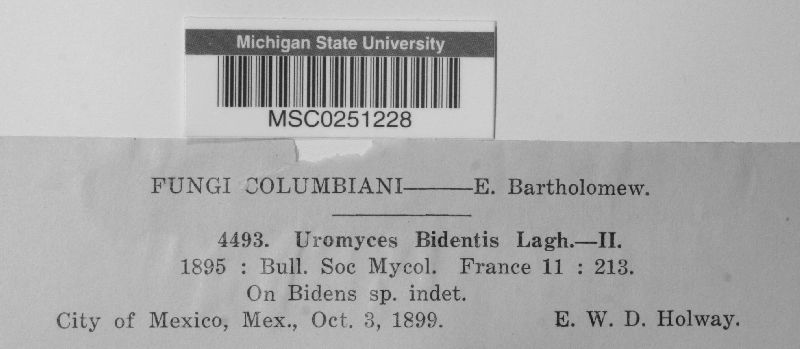 Michigan State University
MSC0251228
FUNGI COLUMBIANI———E. Bartholomew.
4493. Uromyces Bidentis Lagh.—II.
1895 : Bull. Soc Mycol. France 11 : 213.
On Bidens sp. indet.
City of Mexico, Mex., Oct. 3, 1899. E. W. D. Holway.